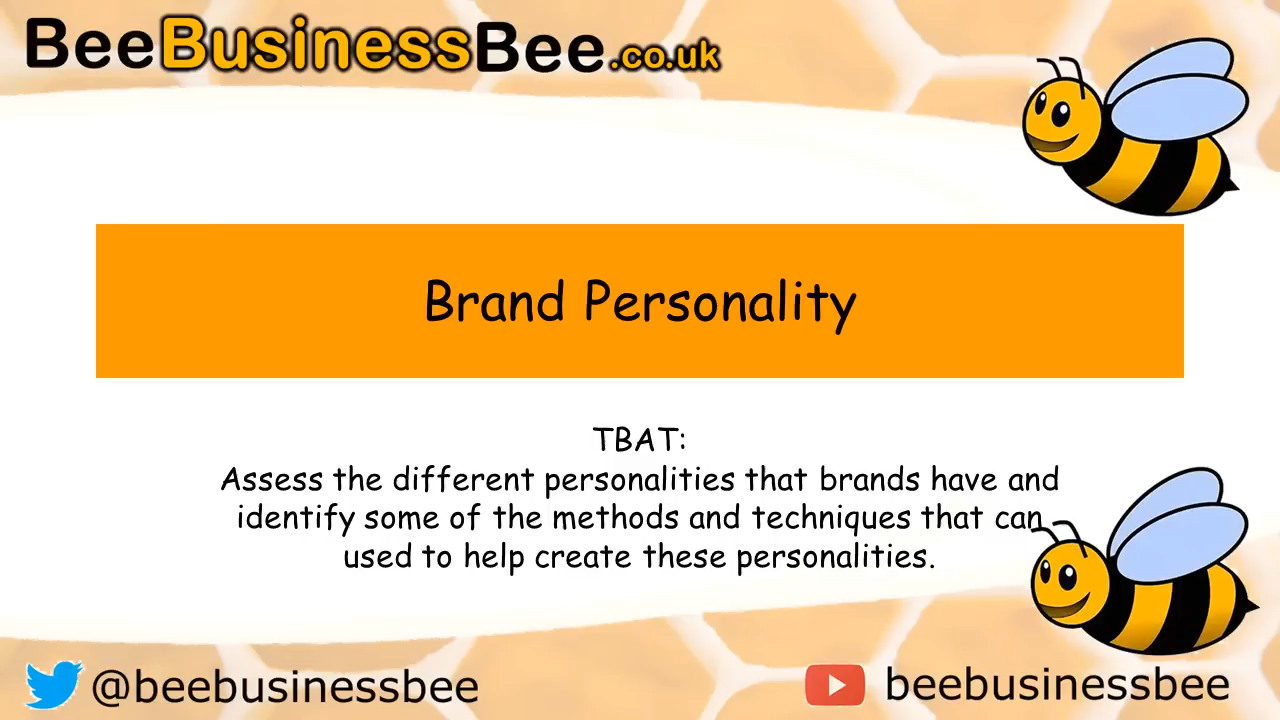 BeeBusinessBee.co.uk
Brand Personality
TBAT:
Assess the different personalities that brands have and
identify some of the methods and techniques that can
used to help create these personalities.
@beebusinessbee
beebusinessbee